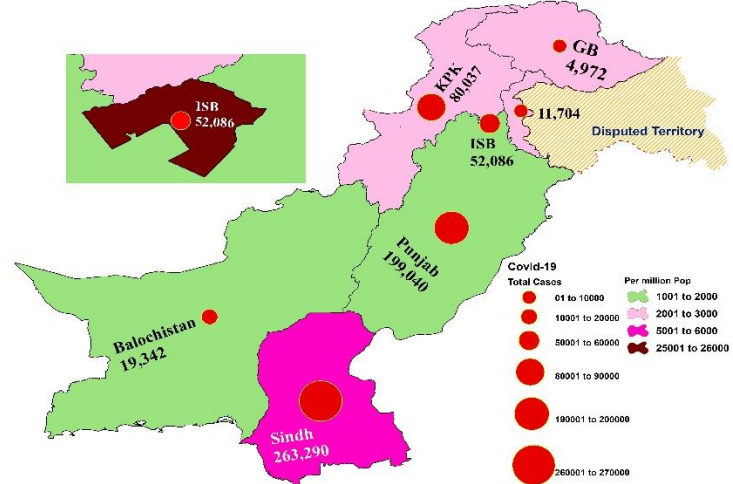 GB
4,972
KPK
80,037
ISB
52,086
11,704
Disputed Territory
ISB
52,086
Punjab
199,040
Balochistan
19,342
Sindh
263,290
Covid-19
Total Cases
01 to 10000
10001 to 20000
50001 to 60000
80001 to 90000
190001 to 200000
260001 to 270000
Per million Pop
1001 to 2000
2001 to 3000
5001 to 6000
25001 to 26000